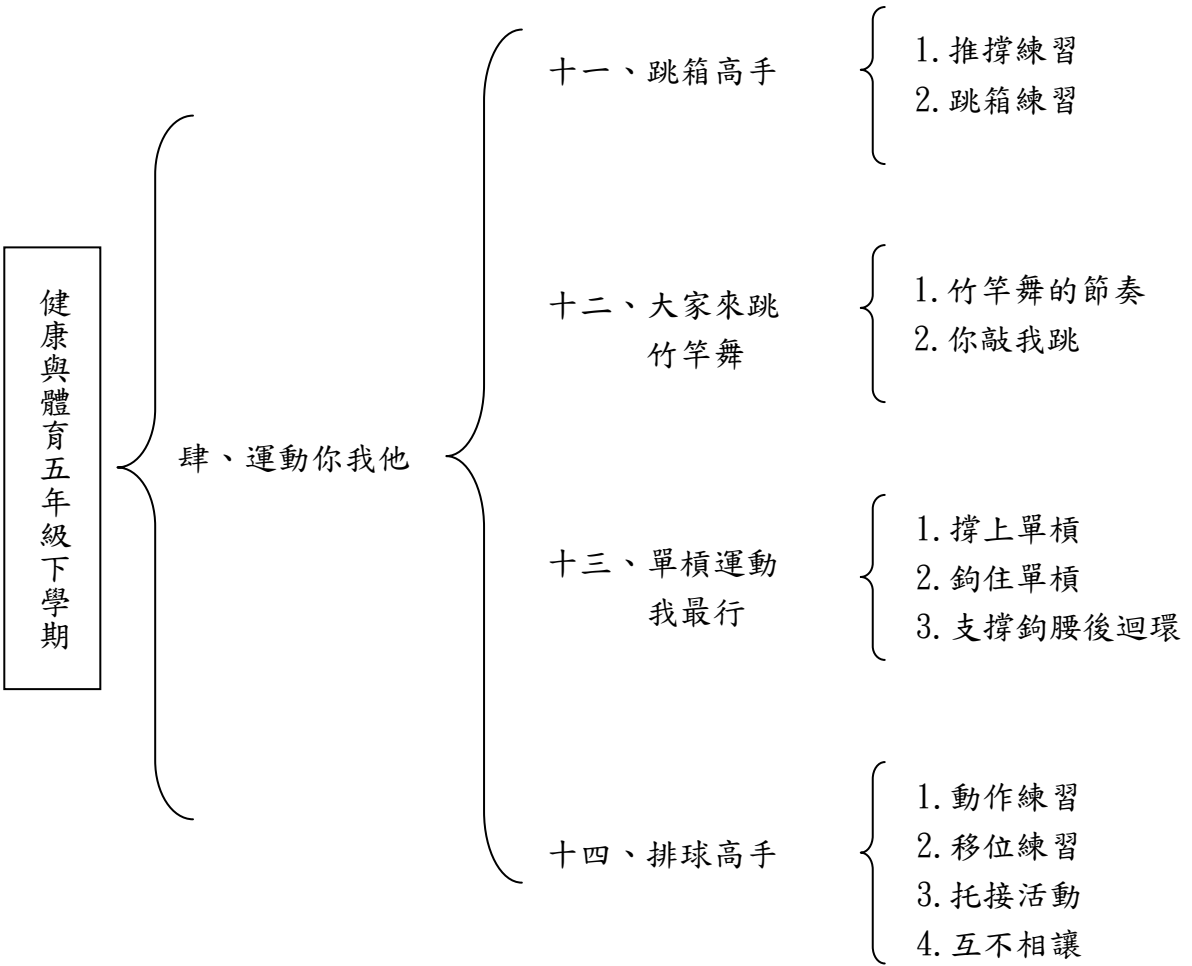 健康與體育五年級下學期
肆、運動你我他
十一、跳箱高手
1.推撐練習
2.跳箱練習
十二、大家來跳
竹竿舞
1.竹竿舞的節奏
2.你敲我跳
十三、單槓運動
我最行
1.撐上單槓
2.鉤住單槓
3.支撐鉤腰後迴環
十四、排球高手
1.動作練習
2.移位練習
3.托接活動
4.互不相讓